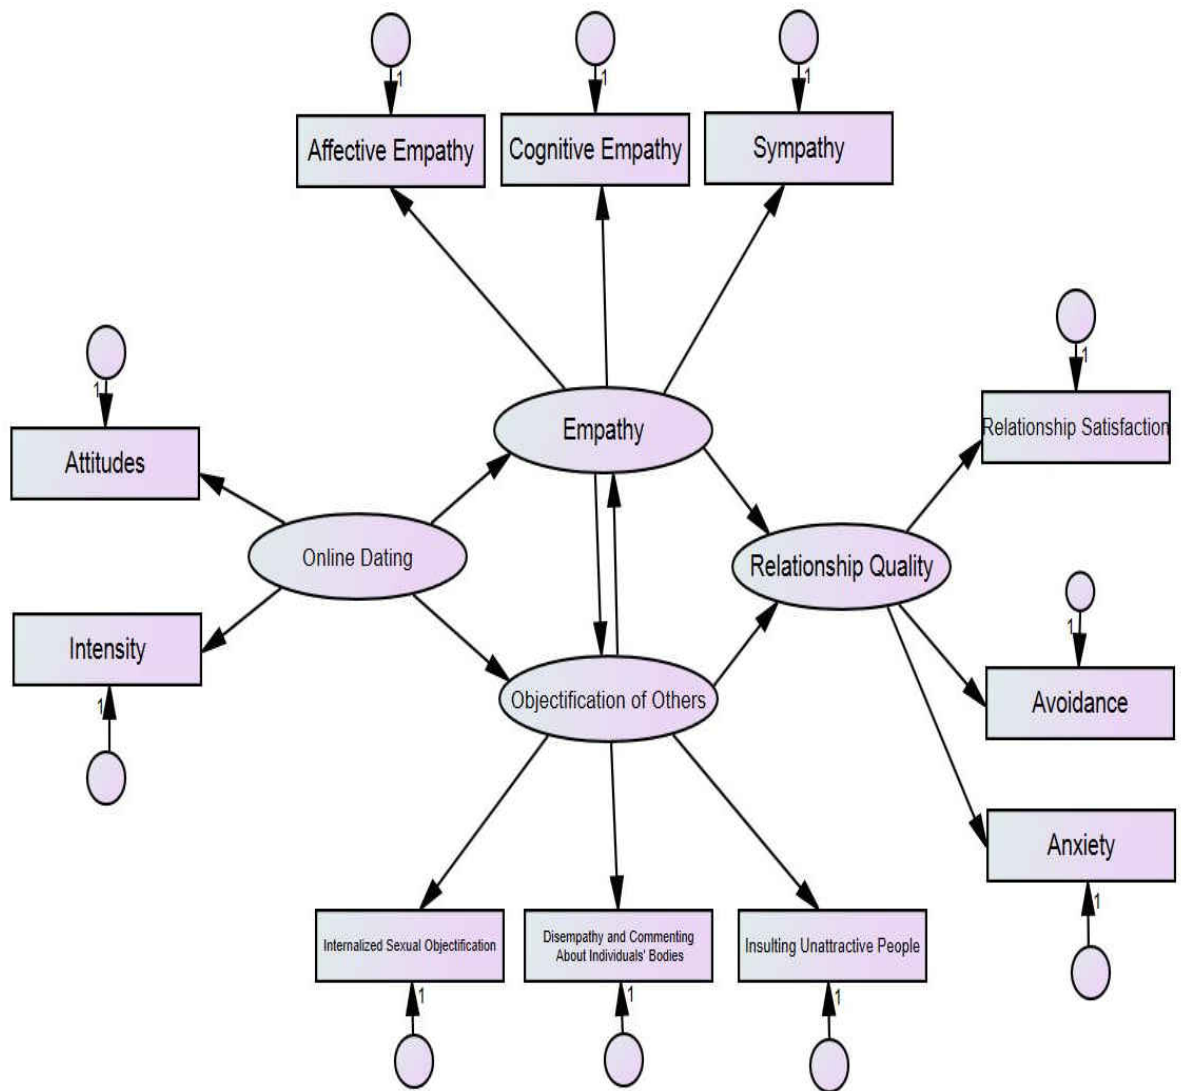 1
1
1
Affective Empathy
Cognitive Empathy
Sympathy
1
1
Attitudes
Empathy
Relationship Satisfaction
Online Dating
Relationship Quality
1
Intensity
Objectification of Others
Avoidance
1
Anxiety
1
Internalized Sexual Objectification
Disempathy and Commenting
About Individuals' Bodies
Insulting Unattractive People
1
1
1